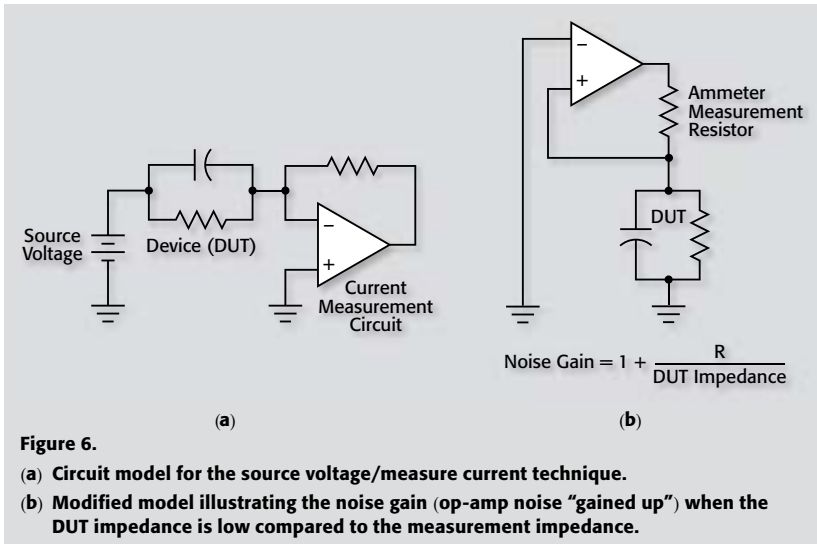 Source
Voltage
Device (DUT)
−
+
Current
Measurement
Circuit
(a)
−
+
Ammeter
Measurement
Resistor
DUT
Noise Gain = 1 + R / DUT Impedance
(b)
Figure 6.
(a) Circuit model for the source voltage/measure current technique.
(b) Modified model illustrating the noise gain (op-amp noise “gained up”) when the
DUT impedance is low compared to the measurement impedance.